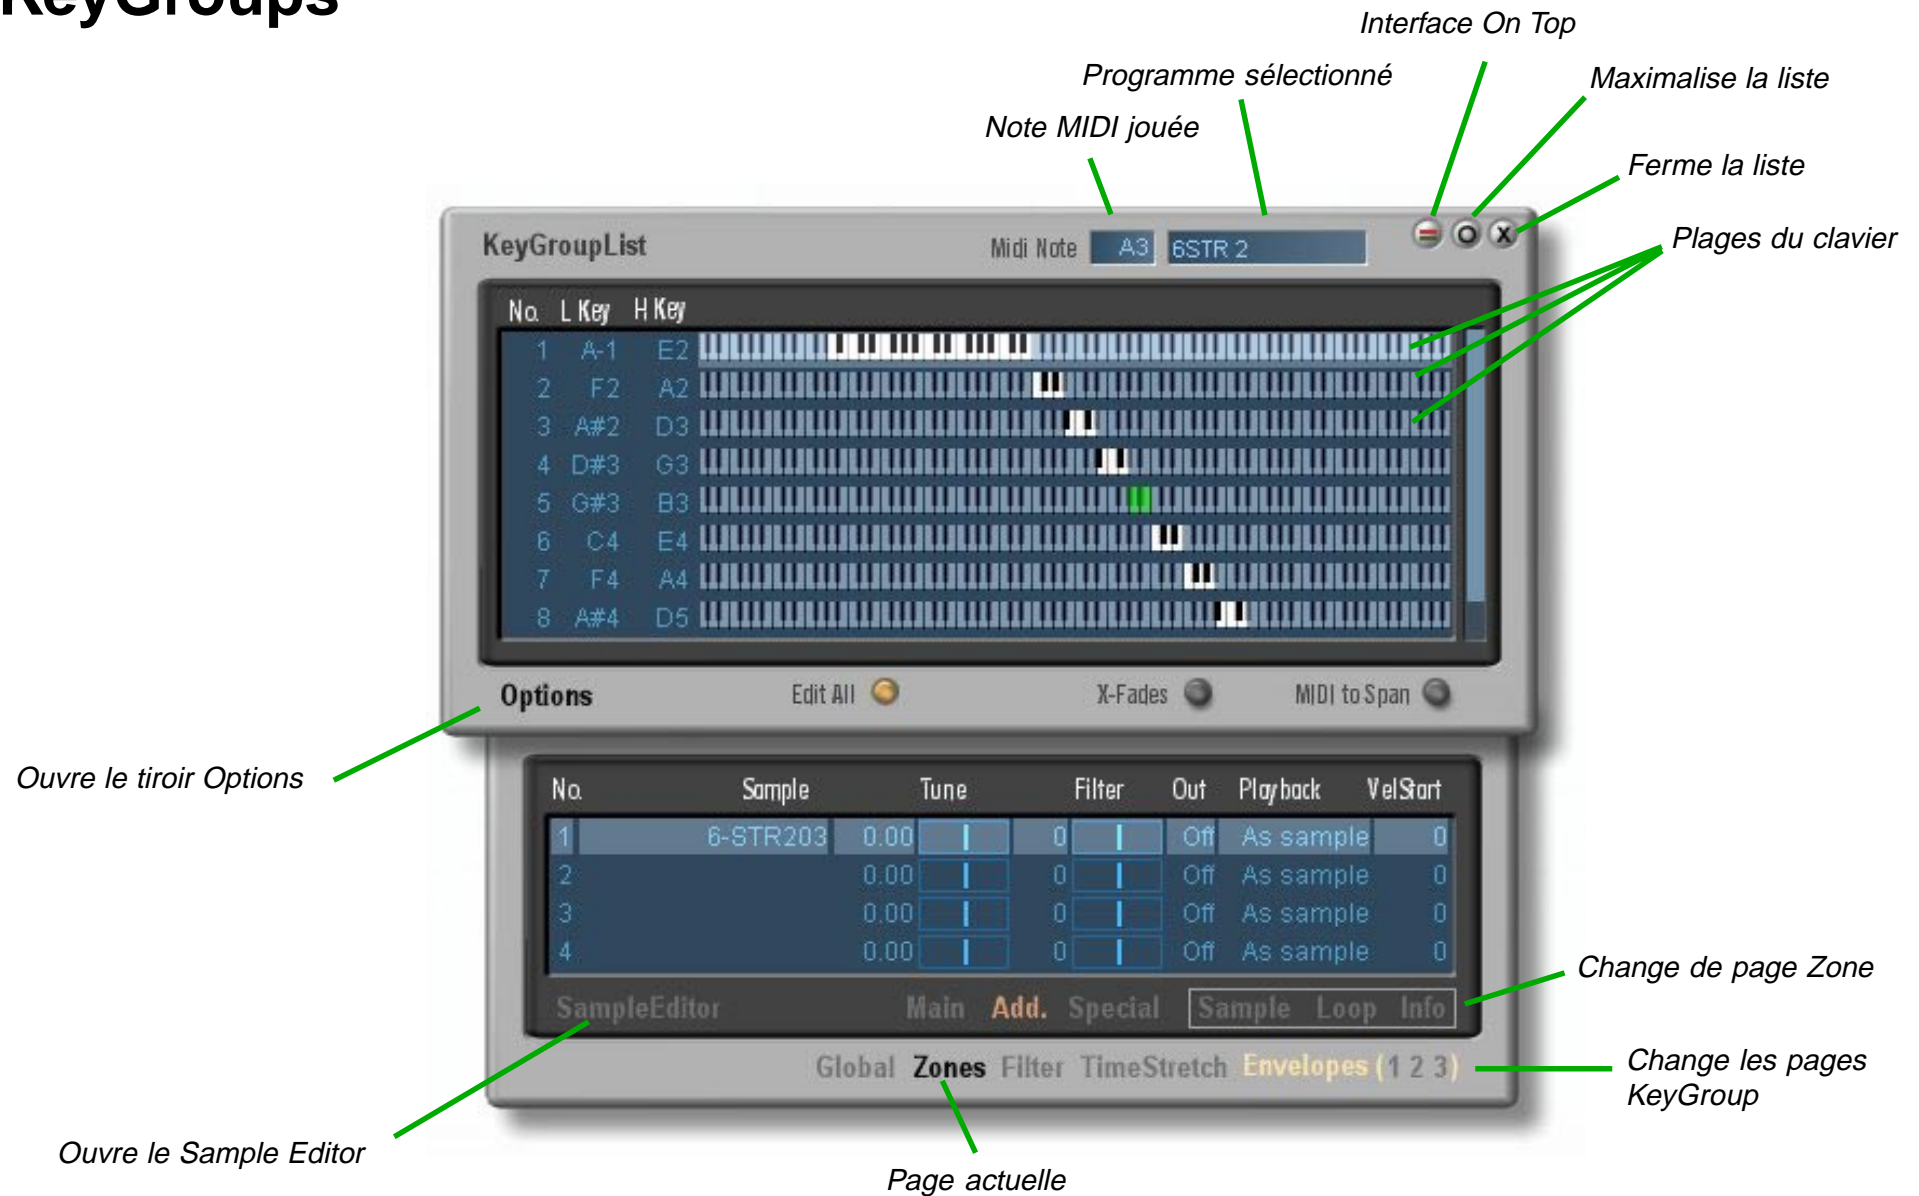 KeyGroups
Interface On Top
Programme sélectionné
Maximalise la liste
Note MIDI jouée
Ferme la liste
Plages du clavier
KeyGroupList
Midi Note A3 6STR 2
X
No. L Key H Key
1 A-1 E2
2 F2 A2
3 A#2 D3
4 D#3 G3
5 G#3 B3
6 C4 E4
7 F4 A4
8 A#4 D5
Options Edit All X-Fades MIDI to Span
Ouvre le tiroir Options
No. Sample Tune Filter Out Playback VelStart
1 6-STR203 0.00 0 Off As sample 0
2 0.00 0 Off As sample 0
3 0.00 0 Off As sample 0
4 0.00 0 Off As sample 0
Change de page Zone
SampleEditor Main Add. Special Sample Loop Info
Global Zones Filter TimeStretch Envelopes (1 2 3)
Change les pages
KeyGroup
Ouvre le Sample Editor
Page actuelle